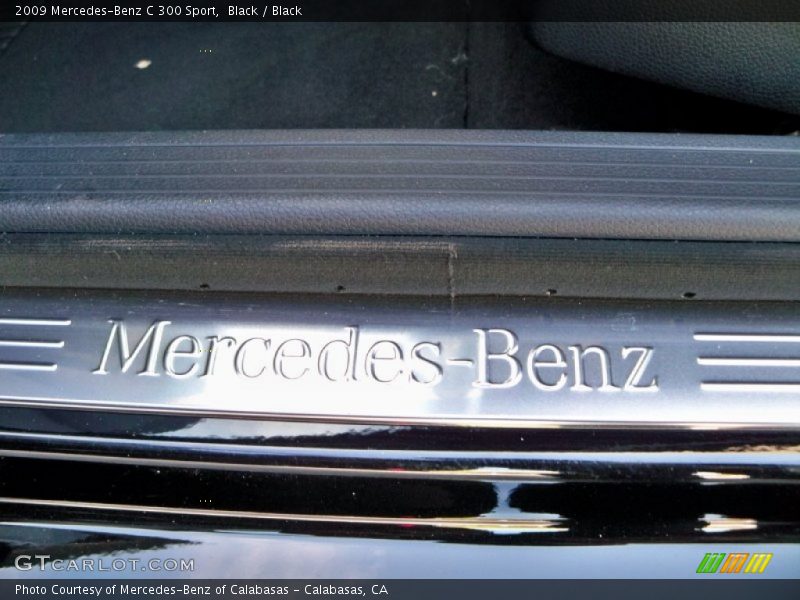 2009 Mercedes-Benz C 300 Sport,  Black / Black
Mercedes-Benz
GTCARLOT.COM
Photo Courtesy of Mercedes-Benz of Calabasas - Calabasas, CA